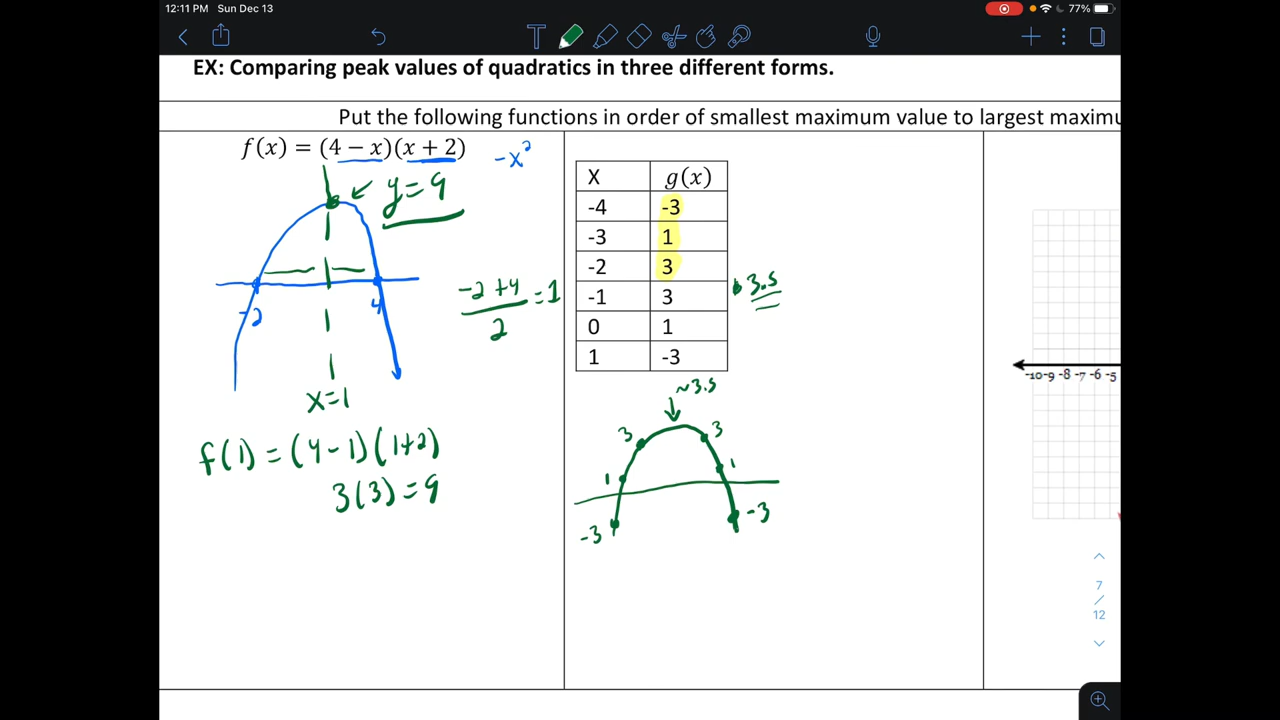 12:11 PM Sun Dec 13
77%
EX: Comparing peak values of quadratics in three different forms.
Put the following functions in order of smallest maximum value to largest maximu
f(x) = (4 − x)(x + 2)
-x²
y=9
-2
4
x=1
-2+4
2
=1
f(1) = (4-1)(1+2)
3(3)=9
X g(x)
-4 -3
-3 1
-2 3
-1 3
0 1
1 -3
3.5
~3.5
3 3
1 1
-3 -3
-10-9 -8 -7 -6 -5
7
/
12